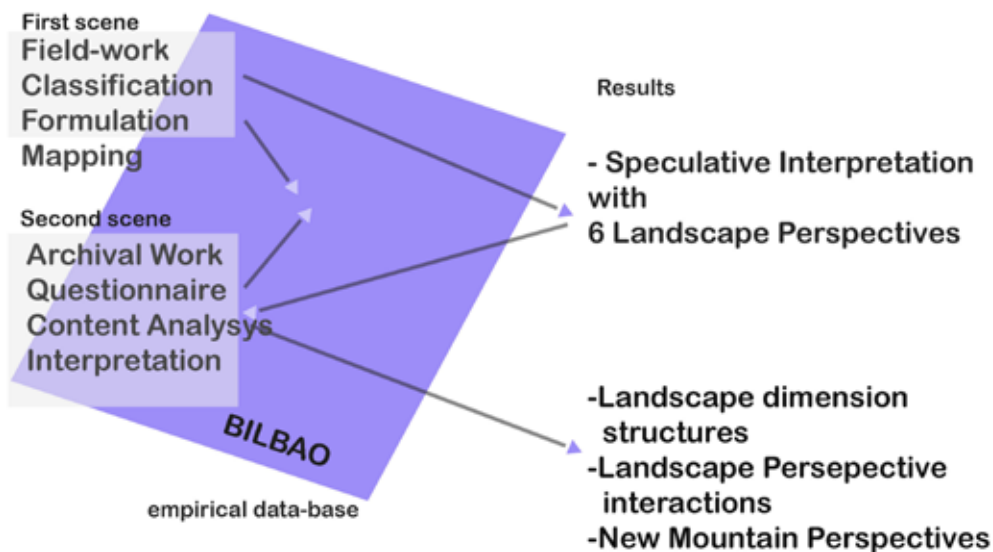 First scene
Field-work
Classification
Formulation
Mapping
Second scene
Archival Work
Questionnaire
Content Analysys
Interpretation
BILBAO
empirical data-base
Results
- Speculative Interpretation
with
6 Landscape Perspectives
-Landscape dimension
structures
-Landscape Persepective
interactions
-New Mountain Perspectives